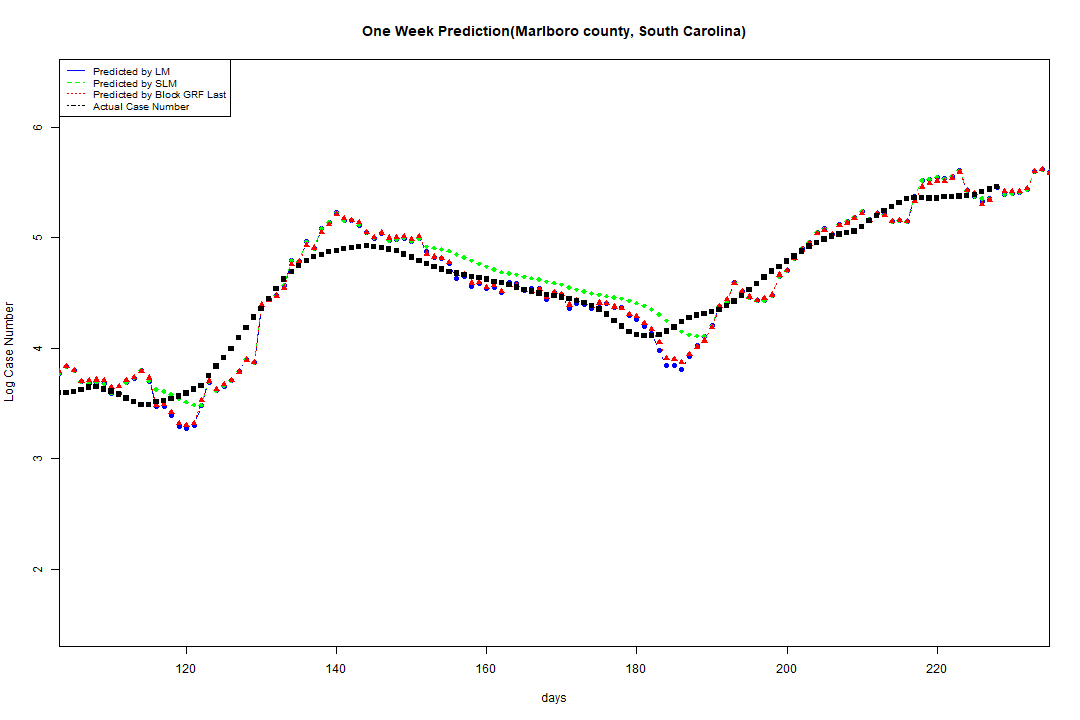 One Week Prediction(Marlboro county, South Carolina)
Predicted by LM
Predicted by SLM
Predicted by Block GRF Last
Actual Case Number
6
5
4
3
2
Log Case Number
120 140 160 180 200 220
days